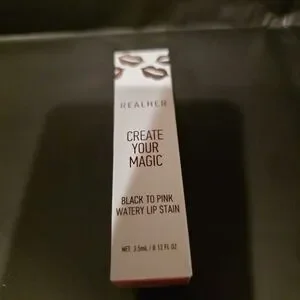 REALHER
CREATE
YOUR
MAGIC
BLACK TO PINK
WATERY LIP STAIN
NET: 3.5mL / 0.12 FL OZ